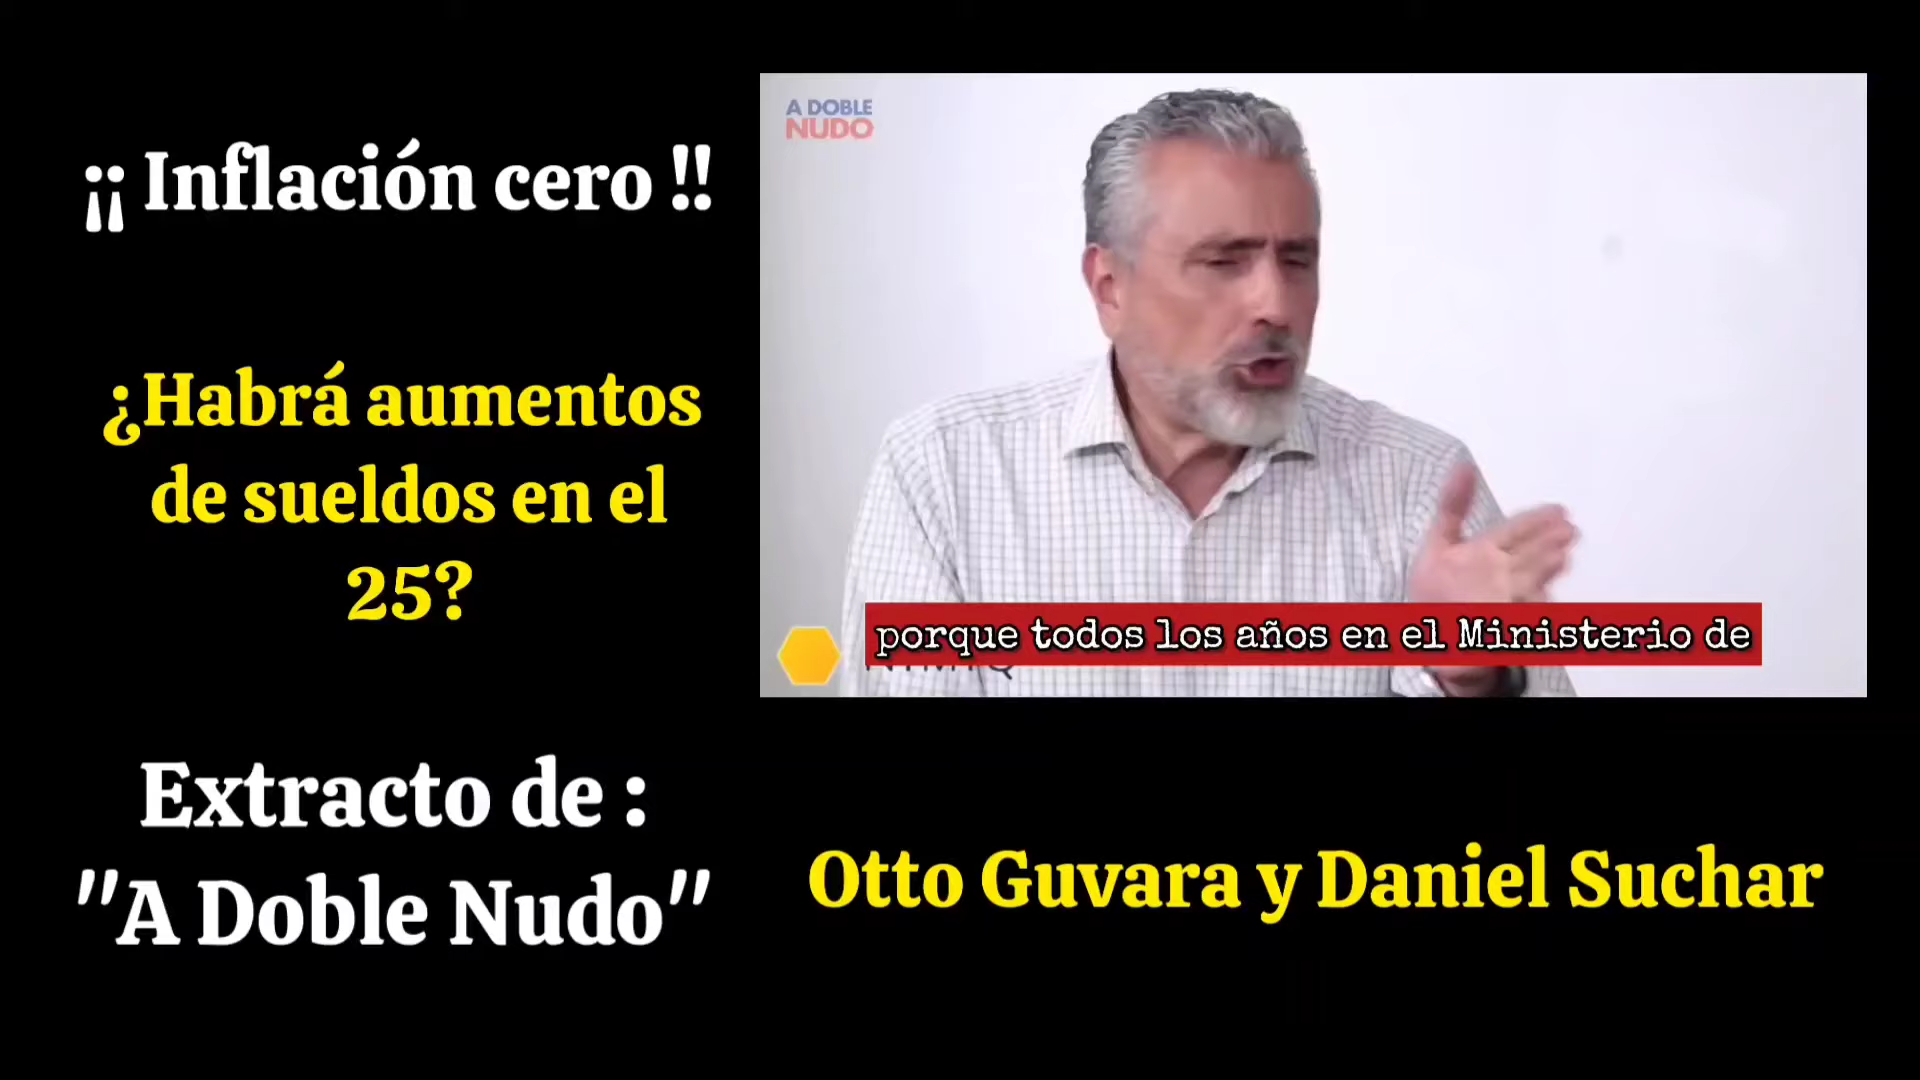 ¡¡ Inflación cero !!
¿Habrá aumentos
de sueldos en el
25?
Extracto de :
"A Doble Nudo"
A DOBLE
NUDO
porque todos los años en el Ministerio de
Otto Guvara y Daniel Suchar